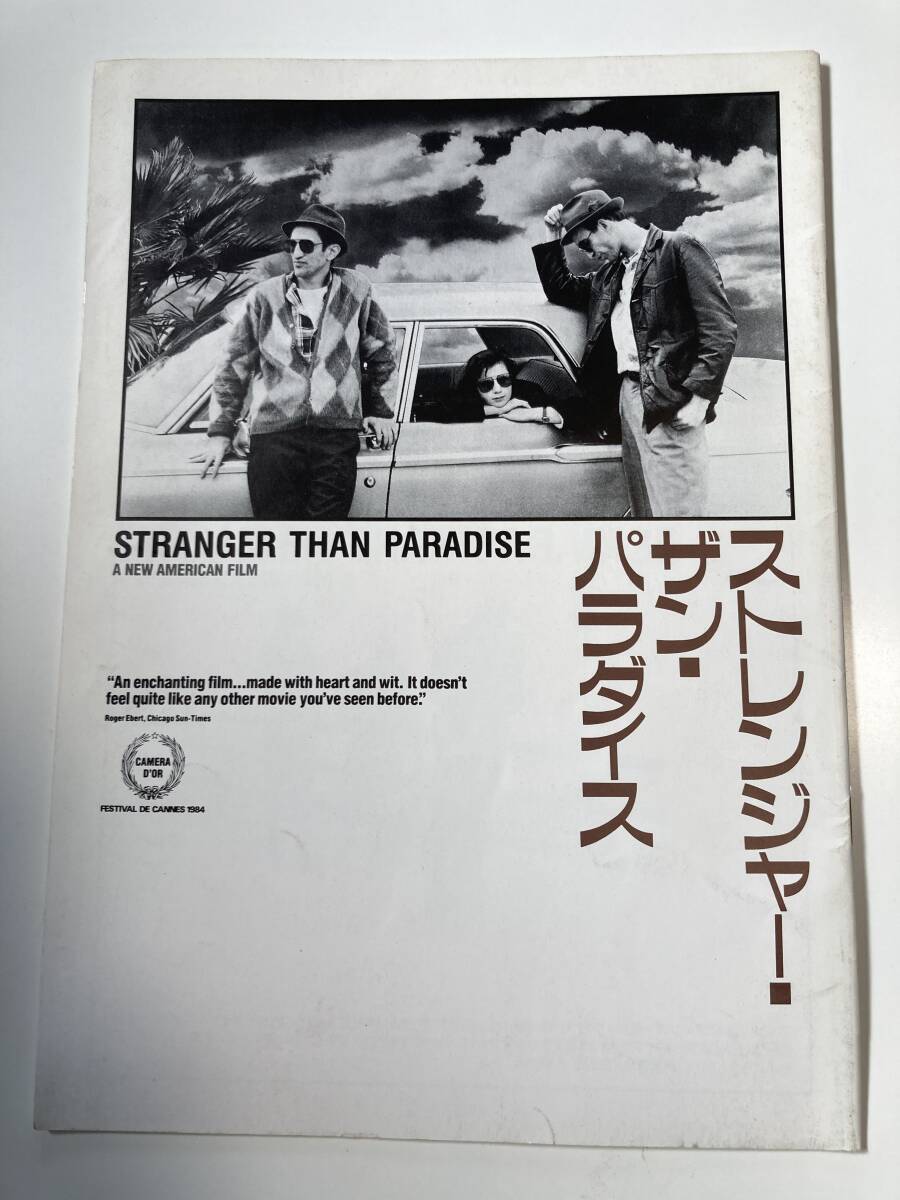 STRANGER THAN PARADISE
A NEW AMERICAN FILM
ストレンジャー・
ザン・
パラダイス
“An enchanting film...made with heart and wit. It doesn’t
feel quite like any other movie you’ve seen before.”
Roger Ebert, Chicago Sun-Times
CAMERA
D’OR
FESTIVAL DE CANNES 1984